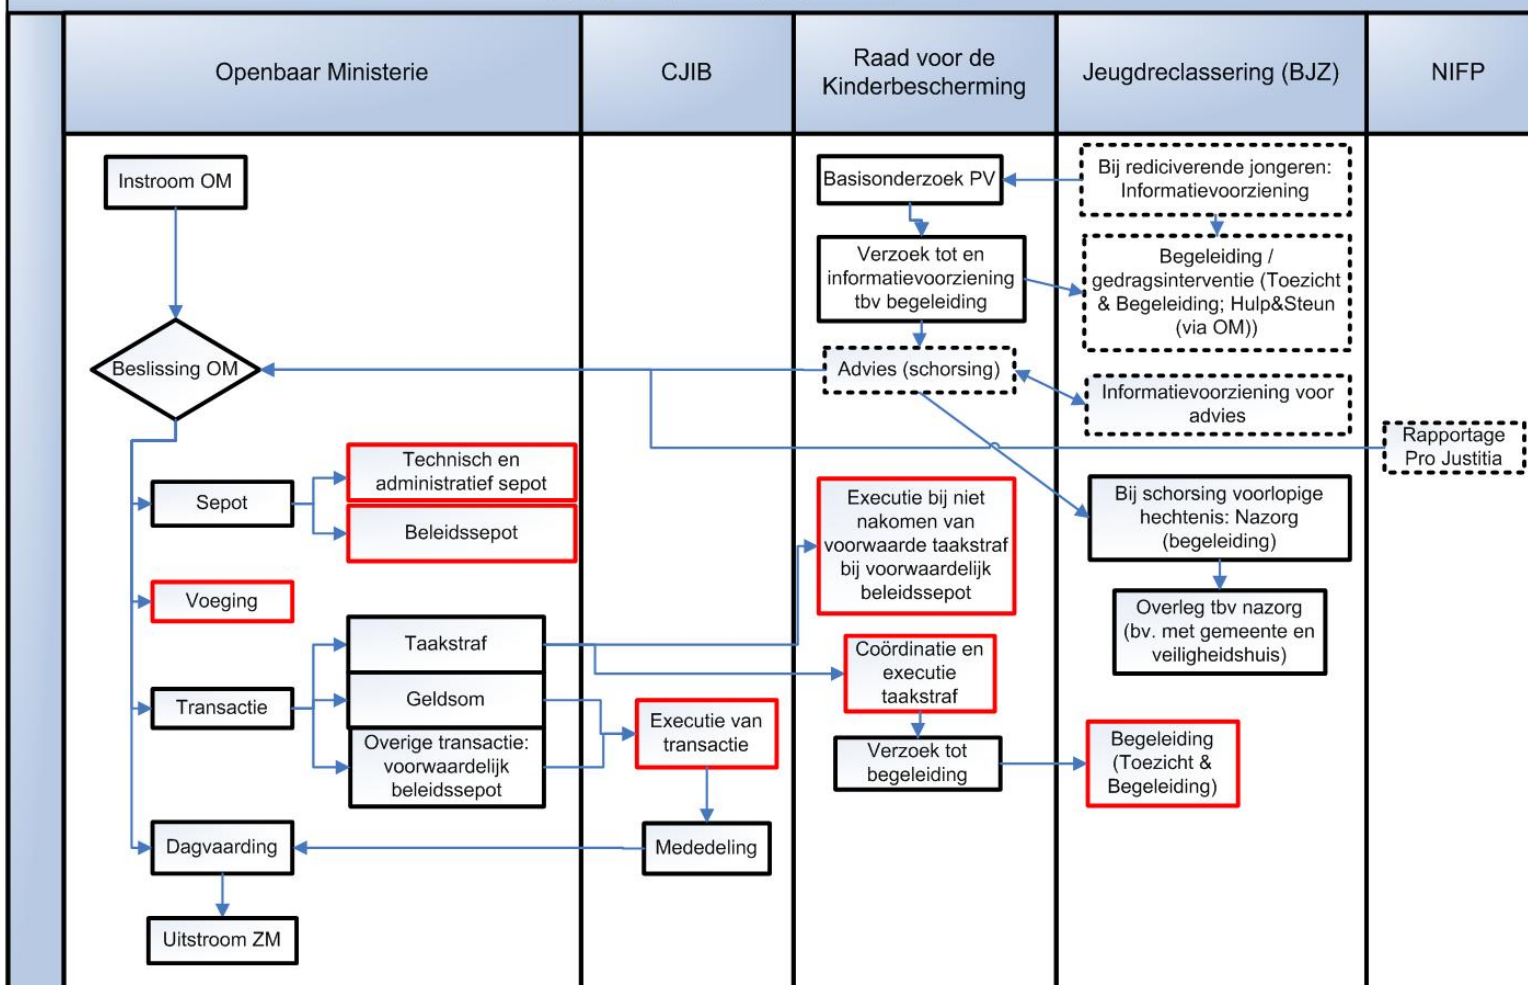 Openbaar Ministerie
CJIB
Raad voor de
Kinderbescherming
Jeugdreclassering (BJZ)
NIFP
Instroom OM
Beslissing OM
Sepot
Technisch en
administratief sepot
Beleidssepot
Voeging
Transactie
Taakstraf
Geldsom
Overige transactie:
voorwaardelijk
beleidssepot
Dagvaarding
Uitstroom ZM
Executie van
transactie
Mededeling
Basisonderzoek PV
Verzoek tot en
informatievoorziening
tbv begeleiding
Advies (schorsing)
Executie bij niet
nakomen van
voorwaarde taakstraf
bij voorwaardelijk
beleidssepot
Coördinatie en
executie
taakstraf
Verzoek tot
begeleiding
Bij rediciverende jongeren:
Informatievoorziening
Begeleiding /
gedragsinterventie (Toezicht
& Begeleiding; Hulp&Steun
(via OM))
Informatievoorziening voor
advies
Bij schorsing voorlopige
hechtenis: Nazorg
(begeleiding)
Overleg tbv nazorg
(bv. met gemeente en
veiligheidshuis)
Begeleiding
(Toezicht &
Begeleiding)
Rapportage
Pro Justitia